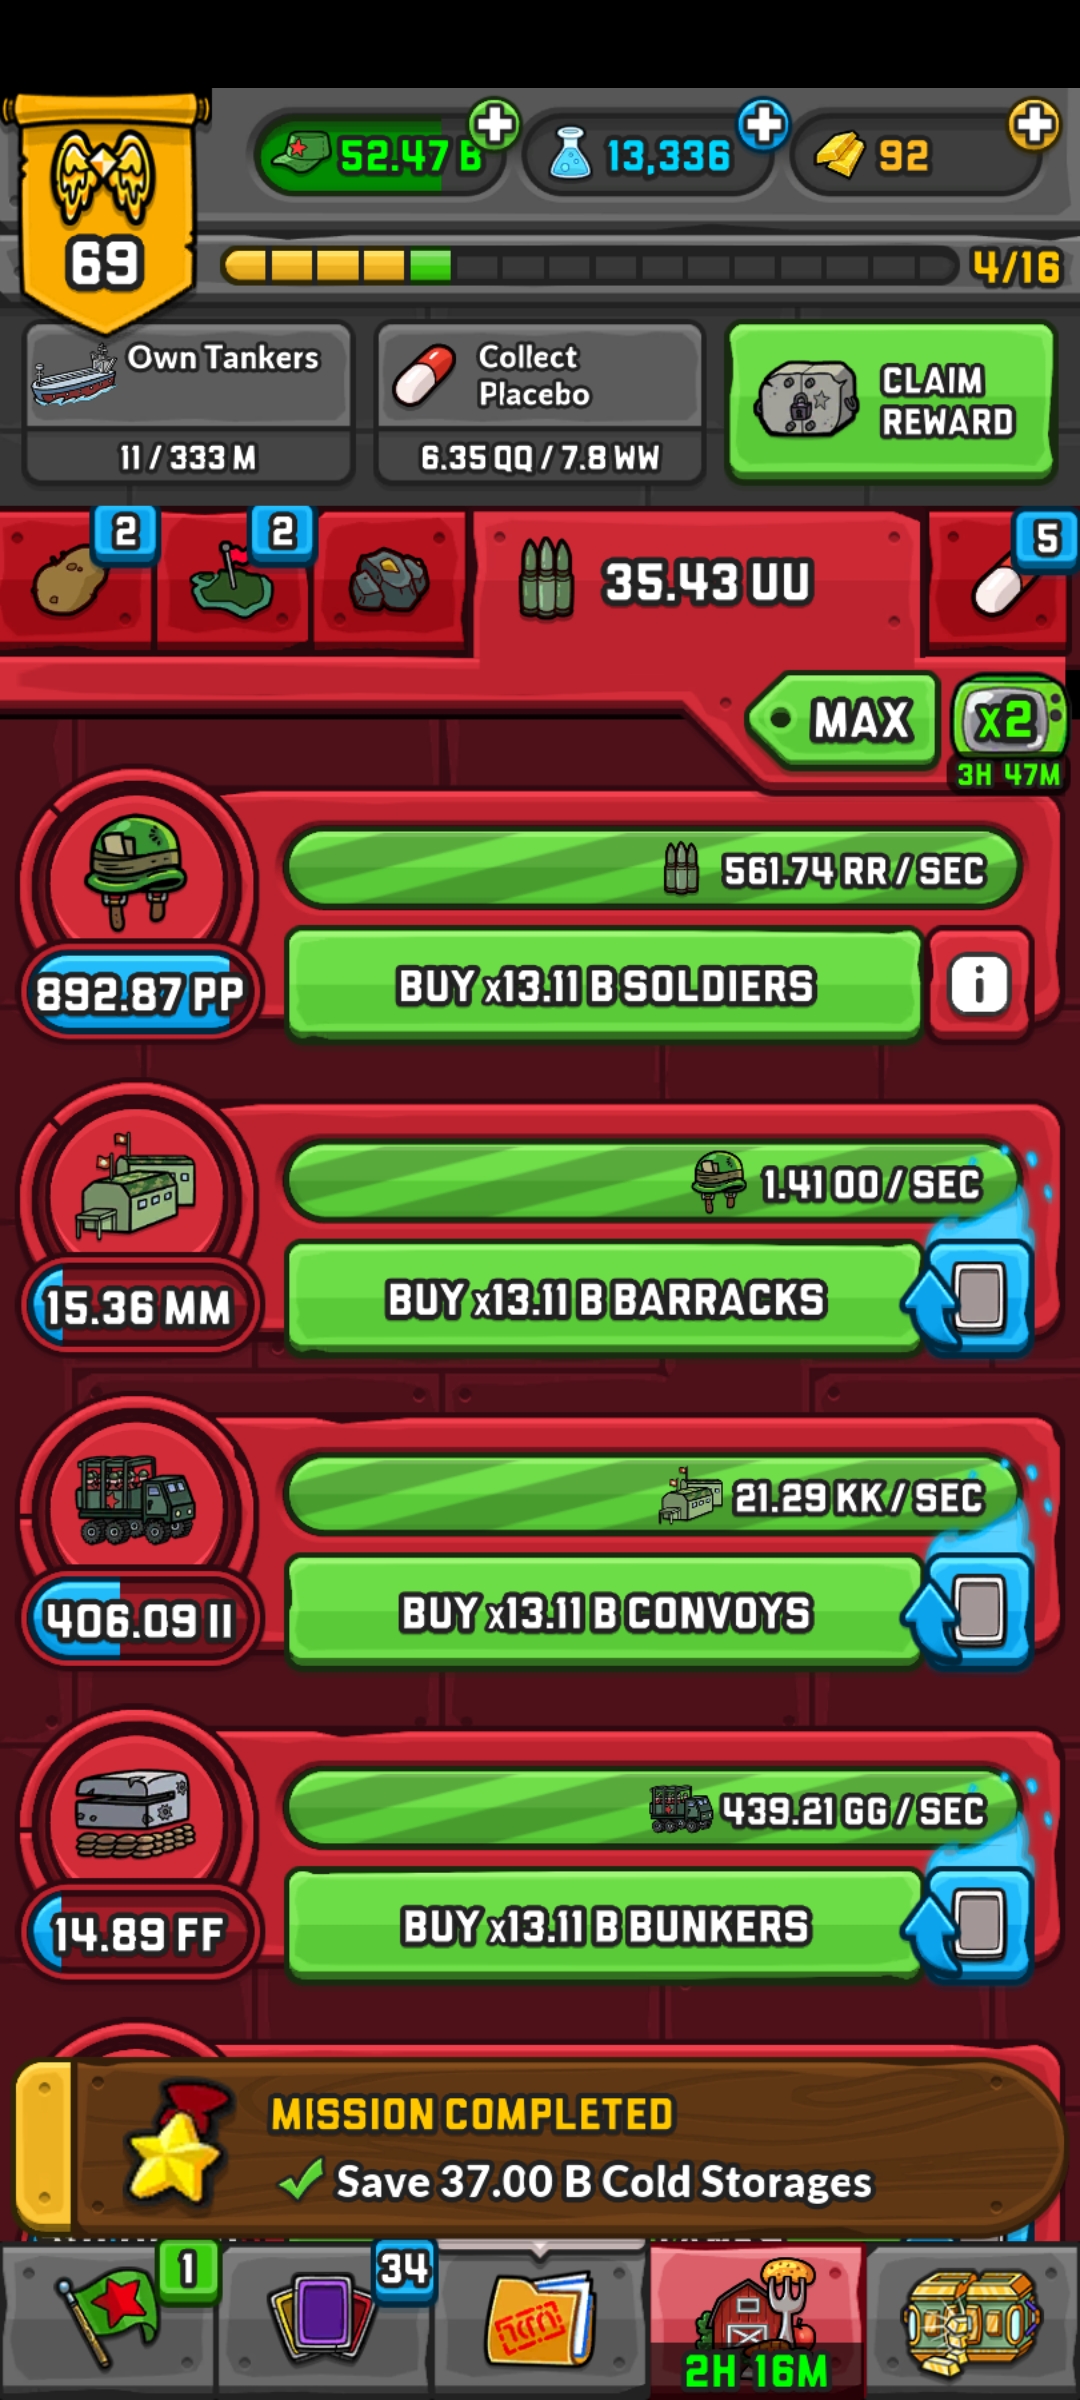 52.47 B
13,336
92
69
4/16
Own Tankers
11 / 333 M
Collect
Placebo
6.35 QQ / 7.8 WW
CLAIM
REWARD
2
2
35.43 UU
5
MAX
x2
3H 47M
561.74 RR / SEC
892.87 PP
BUY x13.11 B SOLDIERS
i
1.41 OO / SEC
15.36 MM
BUY x13.11 B BARRACKS
21.29 KK / SEC
406.09 II
BUY x13.11 B CONVOYS
439.21 GG / SEC
14.89 FF
BUY x13.11 B BUNKERS
MISSION COMPLETED
Save 37.00 B Cold Storages
1
34
2H 16M